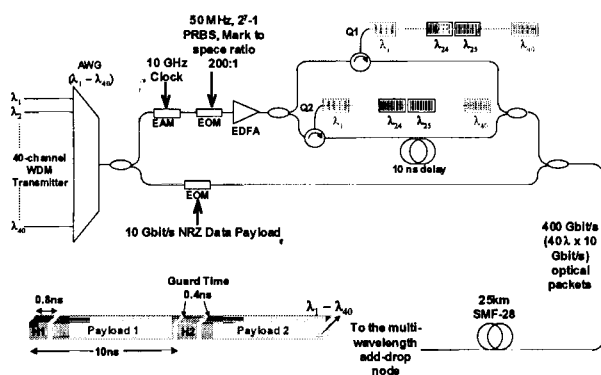 50 MHz, 2⁷-1
PRBS, Mark to
space ratio
200:1
10 GHz
Clock
AWG
(λ1 – λ40)
λ1
λ2
40-channel
WDM
Transmitter
λ40
EAM
EOM
EDFA
Q1
λ1
λ24
λ25
λ40
Q2
λ1
λ24
λ25
λ40
10 ns delay
EOM
10 Gbit/s NRZ Data Payload
400 Gbit/s
(40 λ x 10
Gbit/s)
optical
packets
Guard Time
0.8ns
0.4ns
λ1 – λ40
H1
Payload 1
H2
Payload 2
10ns
To the multi-
wavelength
add-drop
node
25km
SMF-28